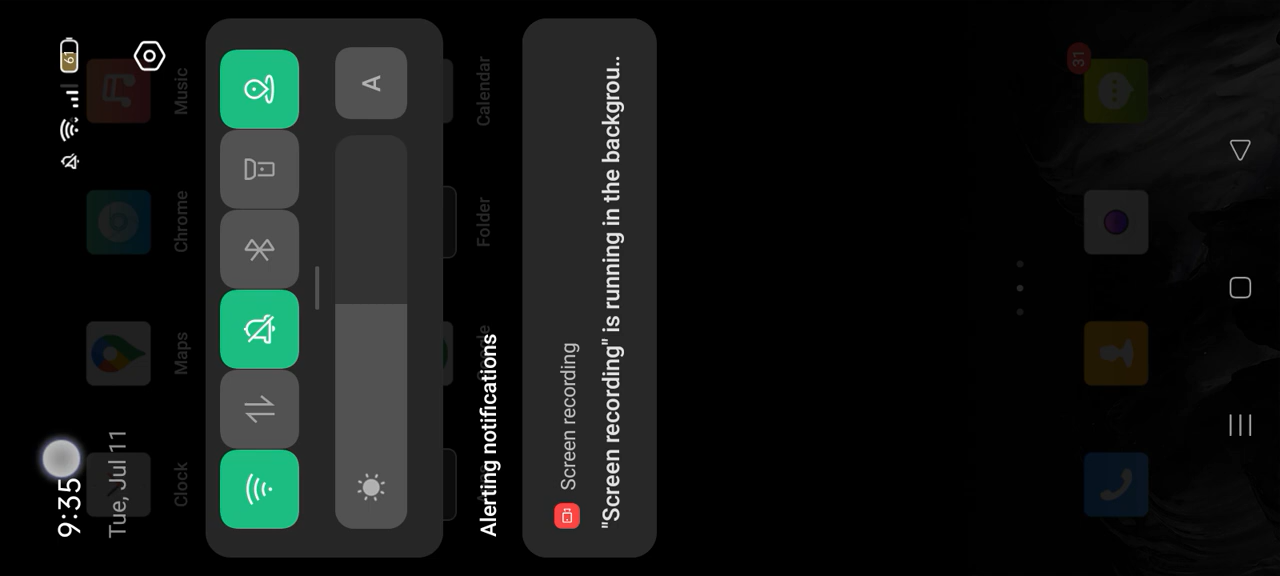 9:35
61
Tue, Jul 11
Music
Chrome
Maps
Clock
A
Calendar
Folder
Alerting notifications
Screen recording
"Screen recording" is running in the backgrou..
31